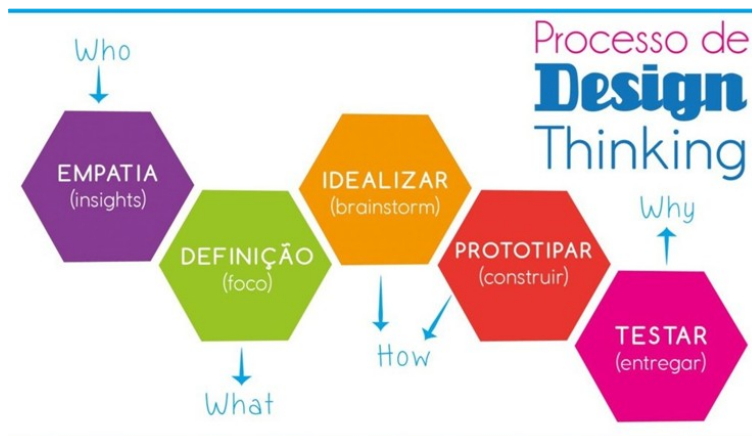 Processo de
Design
Thinking
Who
EMPATIA
(insights)
DEFINIÇÃO
(foco)
What
IDEALIZAR
(brainstorm)
How
PROTOTIPAR
(construir)
Why
TESTAR
(entregar)